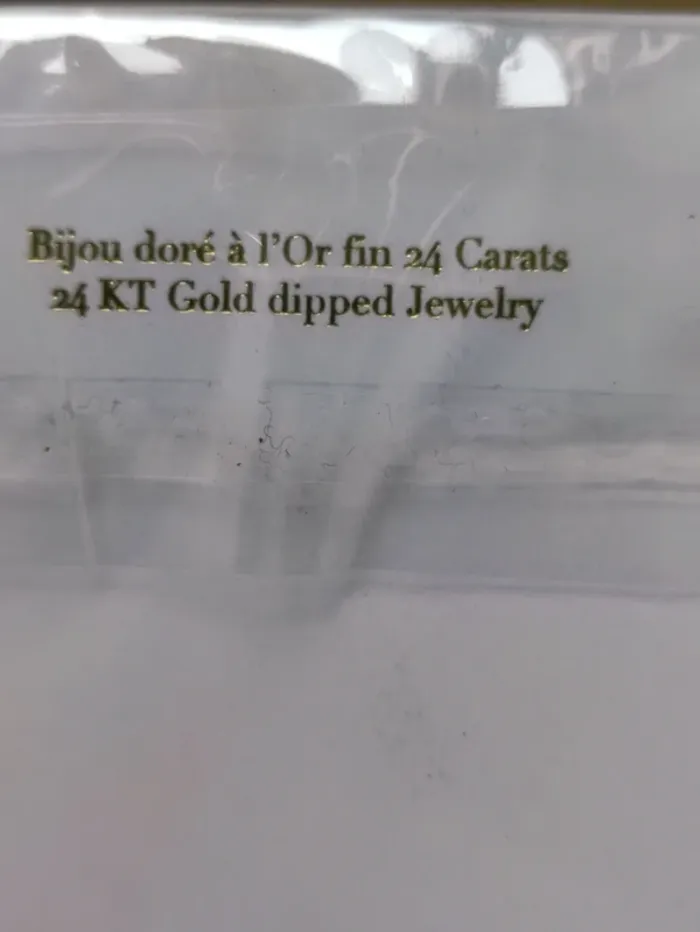 Bijou doré à l'Or fin 24 Carats
24 KT Gold dipped Jewelry